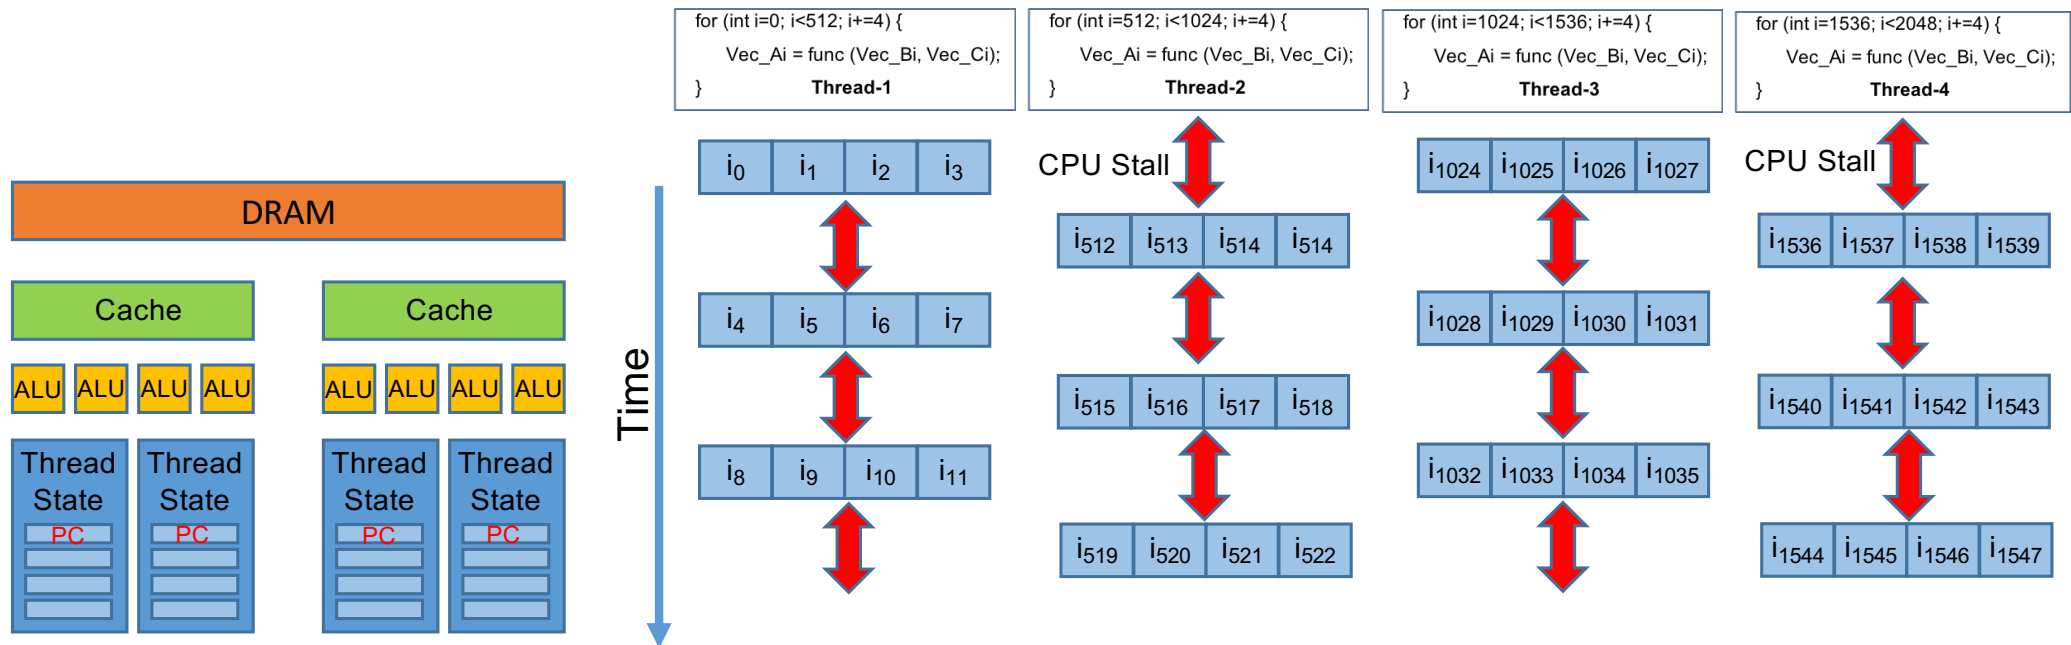 for (int i=0; i<512; i+=4) {
Vec_Ai = func (Vec_Bi, Vec_Ci);
} Thread-1
for (int i=512; i<1024; i+=4) {
Vec_Ai = func (Vec_Bi, Vec_Ci);
} Thread-2
for (int i=1024; i<1536; i+=4) {
Vec_Ai = func (Vec_Bi, Vec_Ci);
} Thread-3
for (int i=1536; i<2048; i+=4) {
Vec_Ai = func (Vec_Bi, Vec_Ci);
} Thread-4
DRAM
Cache Cache
ALU ALU ALU ALU ALU ALU ALU ALU
Thread Thread Thread Thread
State State State State
PC PC PC PC
Time
i0 i1 i2 i3
i4 i5 i6 i7
i8 i9 i10 i11
CPU Stall
i512 i513 i514 i514
i515 i516 i517 i518
i519 i520 i521 i522
i1024 i1025 i1026 i1027
i1028 i1029 i1030 i1031
i1032 i1033 i1034 i1035
CPU Stall
i1536 i1537 i1538 i1539
i1540 i1541 i1542 i1543
i1544 i1545 i1546 i1547